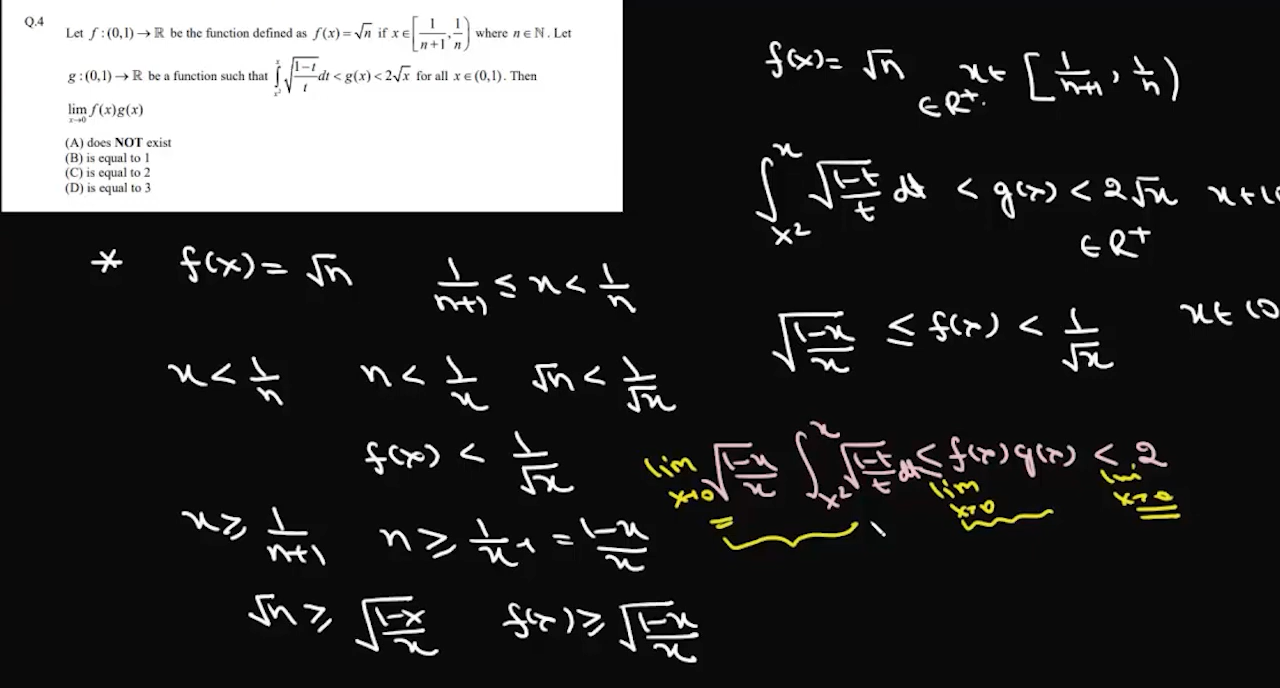 Q.4
Let f : (0,1) → ℝ be the function defined as f(x) = √n if x ∈ [1/(n+1), 1/n) where n ∈ ℕ. Let
g : (0,1) → ℝ be a function such that ∫_{x²}^{x} √((1−t)/t) dt < g(x) < 2√x for all x ∈ (0,1). Then
lim_{x→0} f(x)g(x)
(A) does NOT exist
(B) is equal to 1
(C) is equal to 2
(D) is equal to 3
f(x) = √n x∈ [1/(n+1), 1/n)
∈ R⁺.
∫_{x²}^{x} √((1−t)/t) dt < g(x) < 2√x x∈(
∈ R⁺
* f(x) = √n 1/(n+1) ≤ x < 1/n
√((1−x)/x) ≤ f(x) < 1/√x x∈ (0
x < 1/n n < 1/x √n < 1/√x
f(x) < 1/√x
lim_{x→0} √((1−x)/x) ∫_{x²}^{x} √((1−t)/t) dt ≤ f(x)g(x) < 2
lim_{x→0} lim_{x→0}
x ≥ 1/(n+1) n ≥ 1/x −1 = (1−x)/x
√n ≥ √((1−x)/x) f(x) ≥ √((1−x)/x)